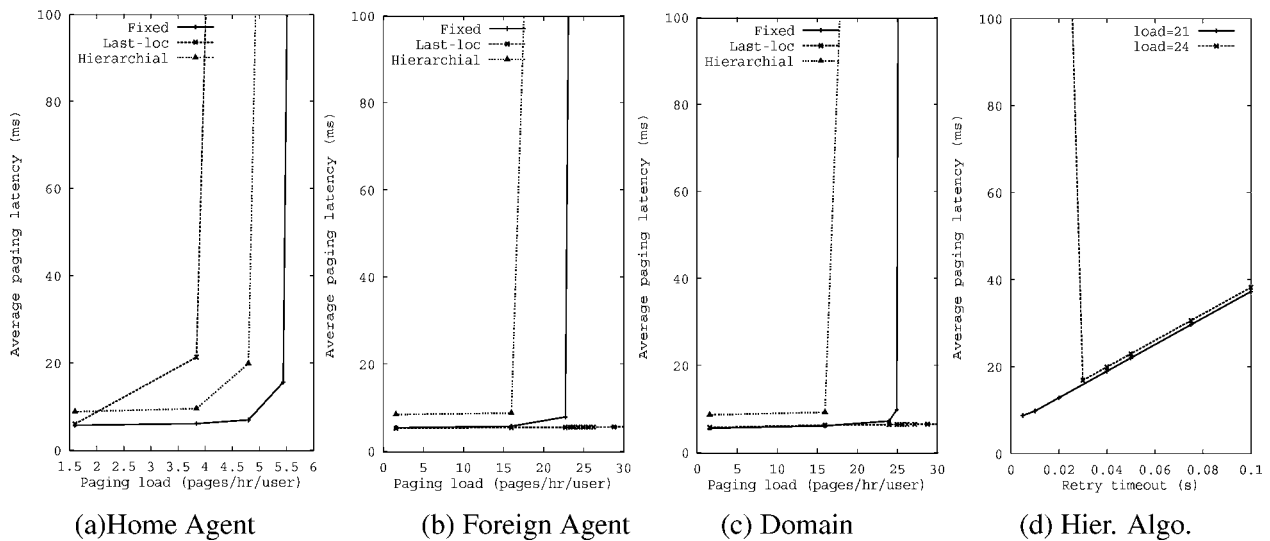 100
80
60
40
20
0
Average paging latency (ms)
Fixed
Last-loc
Hierarchial
1.5 2 2.5 3 3.5 4 4.5 5 5.5 6
Paging load (pages/hr/user)
(a)Home Agent
100
80
60
40
20
0
Average paging latency (ms)
Fixed
Last-loc
Hierarchial
0 5 10 15 20 25 30
Paging load (pages/hr/user)
(b) Foreign Agent
100
80
60
40
20
0
Average paging latency (ms)
Fixed
Last-loc
Hierarchial
0 5 10 15 20 25 30
Paging load (pages/hr/user)
(c) Domain
100
80
60
40
20
0
Average paging latency (ms)
load=21
load=24
0 0.02 0.04 0.06 0.08 0.1
Retry timeout (s)
(d) Hier. Algo.